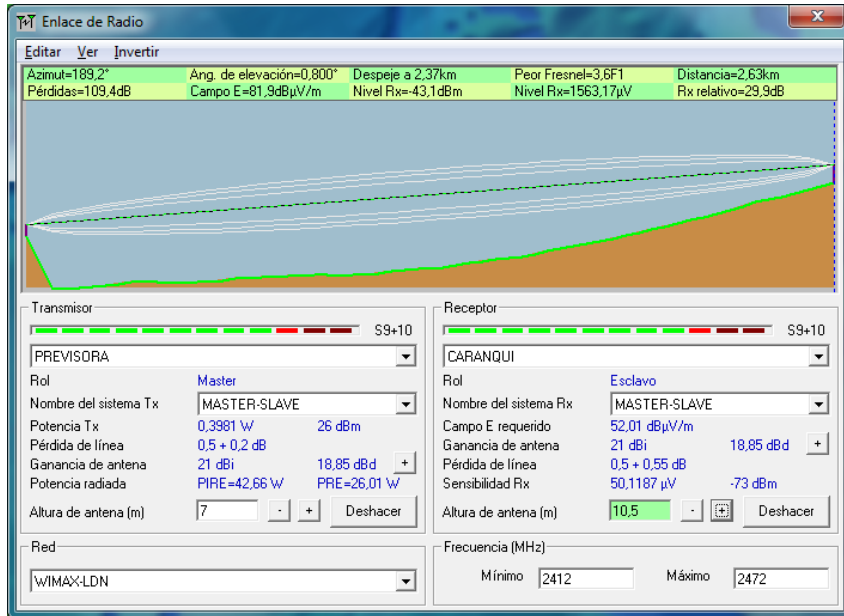 Enlace de Radio
Editar Ver Invertir
Azimut=189,2° Ang. de elevación=0,800° Despeje a 2,37km Peor Fresnel=3,6F1 Distancia=2,63km
Pérdidas=109,4dB Campo E=81,9dBµV/m Nivel Rx=-43,1dBm Nivel Rx=1563,17µV Rx relativo=29,9dB
Transmisor
S9+10
PREVISORA
Rol Master
Nombre del sistema Tx MASTER-SLAVE
Potencia Tx 0,3981 W 26 dBm
Pérdida de línea 0,5 + 0,2 dB
Ganancia de antena 21 dBi 18,85 dBd +
Potencia radiada PIRE=42,66 W PRE=26,01 W
Altura de antena (m) 7 - + Deshacer
Receptor
S9+10
CARANQUI
Rol Esclavo
Nombre del sistema Rx MASTER-SLAVE
Campo E requerido 52,01 dBµV/m
Ganancia de antena 21 dBi 18,85 dBd +
Pérdida de línea 0,5 + 0,55 dB
Sensibilidad Rx 50,1187 µV -73 dBm
Altura de antena (m) 10,5 - + Deshacer
Red
WIMAX-LDN
Frecuencia (MHz)
Mínimo 2412 Máximo 2472